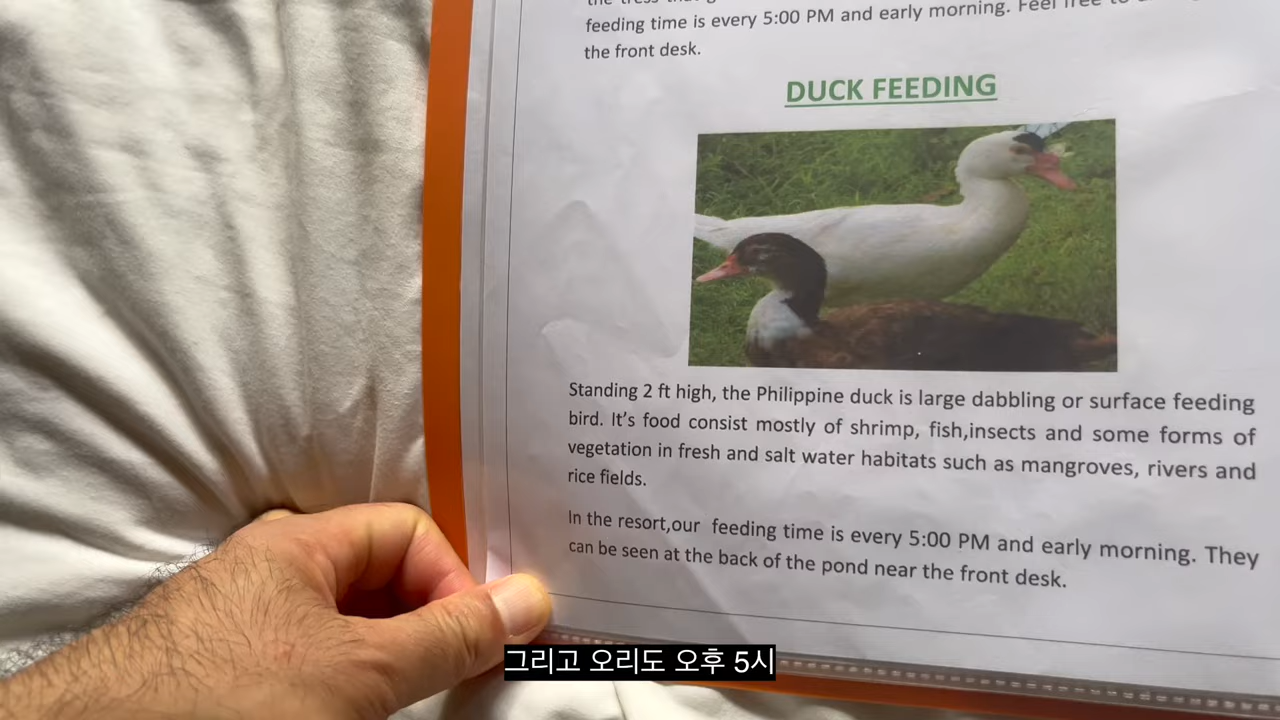 feeding time is every 5:00 PM and early morning. Feel free to
the front desk.
DUCK FEEDING
Standing 2 ft high, the Philippine duck is large dabbling or surface feeding
bird. It's food consist mostly of shrimp, fish,insects and some forms of
vegetation in fresh and salt water habitats such as mangroves, rivers and
rice fields.
In the resort,our feeding time is every 5:00 PM and early morning. They
can be seen at the back of the pond near the front desk.
그리고 오리도 오후 5시